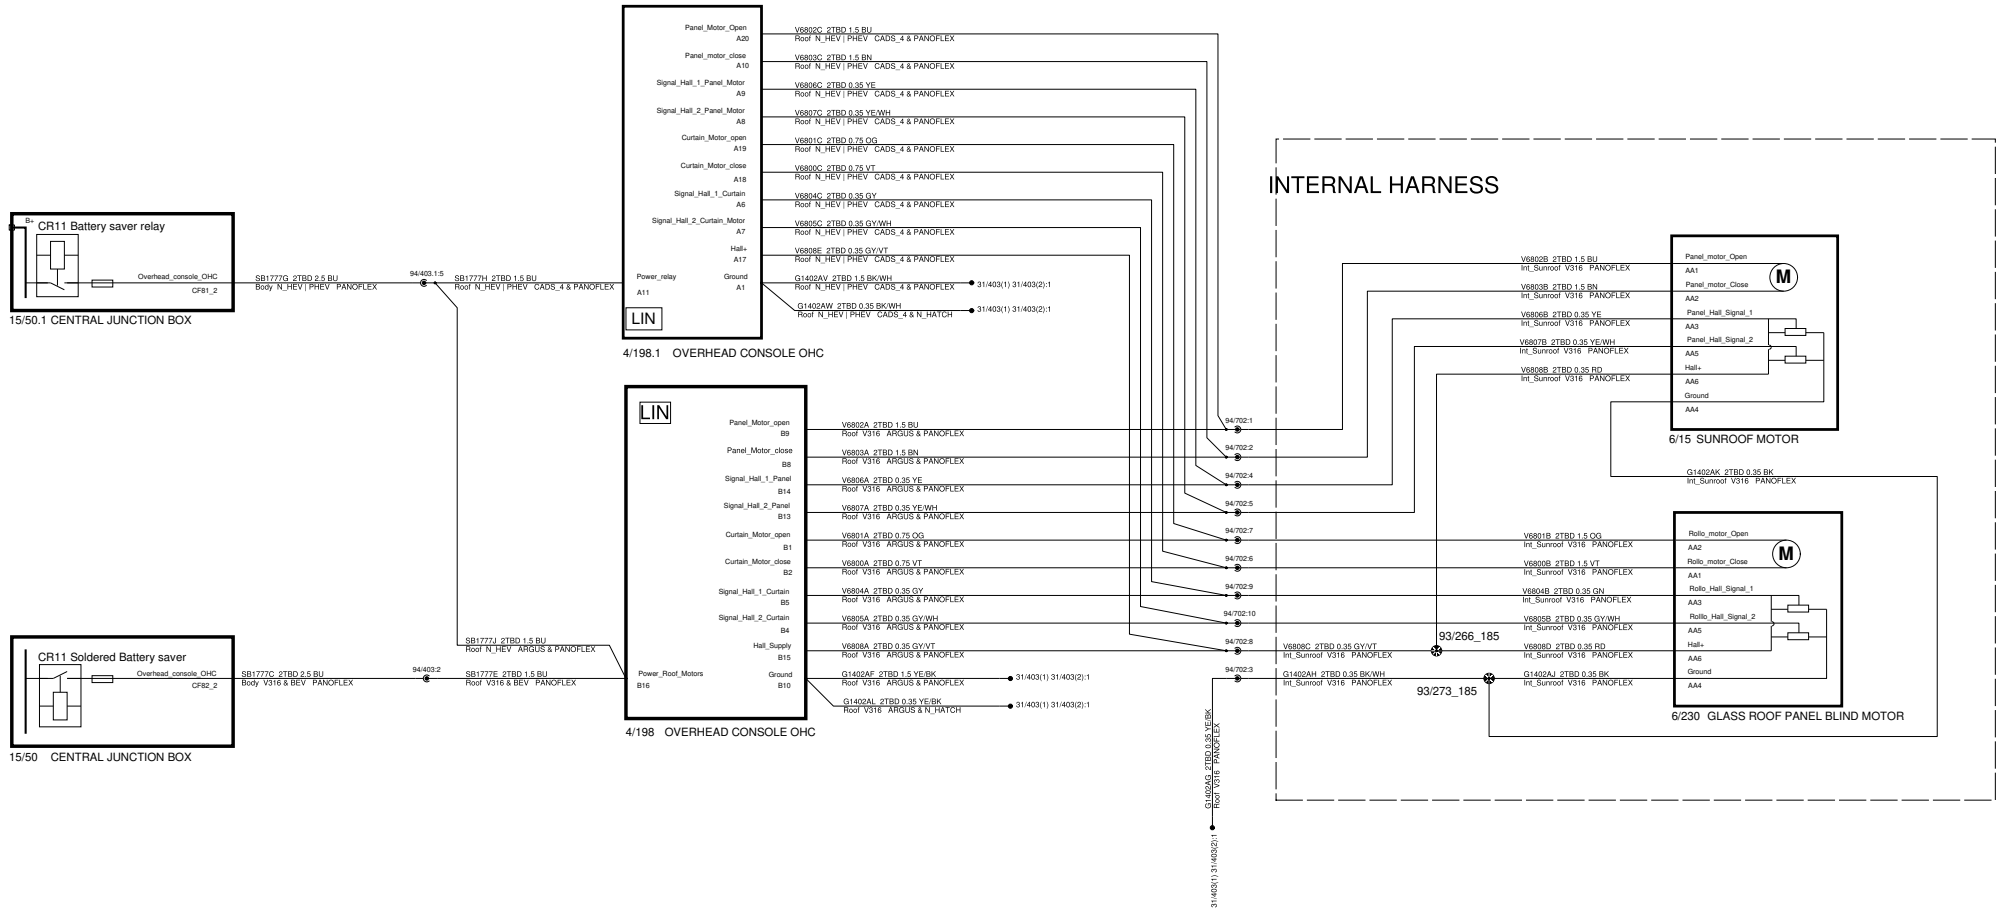 B+
CR11 Battery saver relay
Overhead_console_OHC
CF81_2
15/50.1 CENTRAL JUNCTION BOX
SB1777G 2TBD 2.5 BU
Body N_HEV | PHEV PANOFLEX
94/403.1:5
SB1777H 2TBD 1.5 BU
Roof N_HEV | PHEV CADS_4 & PANOFLEX
Panel_Motor_Open
A20
Panel_motor_close
A10
Signal_Hall_1_Panel_Motor
A9
Signal_Hall_2_Panel_Motor
A8
Curtain_Motor_open
A19
Curtain_Motor_close
A18
Signal_Hall_1_Curtain
A6
Signal_Hall_2_Curtain_Motor
A7
Hall+
A17
Power_relay
A11
Ground
A1
LIN
4/198.1 OVERHEAD CONSOLE OHC
V6802C 2TBD 1.5 BU
Roof N_HEV | PHEV CADS_4 & PANOFLEX
V6803C 2TBD 1.5 BN
Roof N_HEV | PHEV CADS_4 & PANOFLEX
V6806C 2TBD 0.35 YE
Roof N_HEV | PHEV CADS_4 & PANOFLEX
V6807C 2TBD 0.35 YE/WH
Roof N_HEV | PHEV CADS_4 & PANOFLEX
V6801C 2TBD 0.75 OG
Roof N_HEV | PHEV CADS_4 & PANOFLEX
V6800C 2TBD 0.75 VT
Roof N_HEV | PHEV CADS_4 & PANOFLEX
V6804C 2TBD 0.35 GY
Roof N_HEV | PHEV CADS_4 & PANOFLEX
V6805C 2TBD 0.35 GY/WH
Roof N_HEV | PHEV CADS_4 & PANOFLEX
V6808E 2TBD 0.35 GY/VT
Roof N_HEV | PHEV CADS_4 & PANOFLEX
G1402AV 2TBD 1.5 BK/WH
Roof N_HEV | PHEV CADS_4 & PANOFLEX
31/403(1) 31/403(2):1
G1402AW 2TBD 0.35 BK/WH
Roof N_HEV | PHEV CADS_4 & N_HATCH
31/403(1) 31/403(2):1
CR11 Soldered Battery saver
Overhead_console_OHC
CF82_2
15/50 CENTRAL JUNCTION BOX
SB1777C 2TBD 2.5 BU
Body V316 & BEV PANOFLEX
94/403:2
SB1777J 2TBD 1.5 BU
Roof N_HEV ARGUS & PANOFLEX
SB1777E 2TBD 1.5 BU
Roof V316 & BEV PANOFLEX
LIN
Panel_Motor_open
B9
Panel_Motor_close
B8
Signal_Hall_1_Panel
B14
Signal_Hall_2_Panel
B13
Curtain_Motor_open
B1
Curtain_Motor_close
B2
Signal_Hall_1_Curtain
B5
Signal_Hall_2_Curtain
B4
Hall_Supply
B15
Power_Roof_Motors
B16
Ground
B10
4/198 OVERHEAD CONSOLE OHC
V6802A 2TBD 1.5 BU
Roof V316 ARGUS & PANOFLEX
V6803A 2TBD 1.5 BN
Roof V316 ARGUS & PANOFLEX
V6806A 2TBD 0.35 YE
Roof V316 ARGUS & PANOFLEX
V6807A 2TBD 0.35 YE/WH
Roof V316 ARGUS & PANOFLEX
V6801A 2TBD 0.75 OG
Roof V316 ARGUS & PANOFLEX
V6800A 2TBD 0.75 VT
Roof V316 ARGUS & PANOFLEX
V6804A 2TBD 0.35 GY
Roof V316 ARGUS & PANOFLEX
V6805A 2TBD 0.35 GY/WH
Roof V316 ARGUS & PANOFLEX
V6808A 2TBD 0.35 GY/VT
Roof V316 ARGUS & PANOFLEX
G1402AF 2TBD 1.5 YE/BK
Roof V316 ARGUS & PANOFLEX
31/403(1) 31/403(2):1
G1402AL 2TBD 0.35 YE/BK
Roof V316 ARGUS & N_HATCH
31/403(1) 31/403(2):1
94/702:1
94/702:2
94/702:4
94/702:5
94/702:7
94/702:6
94/702:9
94/702:10
94/702:8
94/702:3
G1402AG 2TBD 0.35 YE/BK
Roof V316 PANOFLEX
31/403(1) 31/403(2):1
INTERNAL HARNESS
V6802B 2TBD 1.5 BU
Int_Sunroof V316 PANOFLEX
V6803B 2TBD 1.5 BN
Int_Sunroof V316 PANOFLEX
V6806B 2TBD 0.35 YE
Int_Sunroof V316 PANOFLEX
V6807B 2TBD 0.35 YE/WH
Int_Sunroof V316 PANOFLEX
V6808B 2TBD 0.35 RD
Int_Sunroof V316 PANOFLEX
Panel_motor_Open
AA1
Panel_motor_Close
AA2
Panel_Hall_Signal_1
AA3
Panel_Hall_Signal_2
AA5
Hall+
AA6
Ground
AA4
M
6/15 SUNROOF MOTOR
G1402AK 2TBD 0.35 BK
Int_Sunroof V316 PANOFLEX
V6801B 2TBD 1.5 OG
Int_Sunroof V316 PANOFLEX
V6800B 2TBD 1.5 VT
Int_Sunroof V316 PANOFLEX
V6804B 2TBD 0.35 GN
Int_Sunroof V316 PANOFLEX
V6805B 2TBD 0.35 GY/WH
Int_Sunroof V316 PANOFLEX
V6808C 2TBD 0.35 GY/VT
Int_Sunroof V316 PANOFLEX
93/266_185
V6808D 2TBD 0.35 RD
Int_Sunroof V316 PANOFLEX
G1402AH 2TBD 0.35 BK/WH
Int_Sunroof V316 PANOFLEX
93/273_185
G1402AJ 2TBD 0.35 BK
Int_Sunroof V316 PANOFLEX
Rollo_motor_Open
AA2
Rollo_motor_Close
AA1
Rollo_Hall_Signal_1
AA3
Rolllo_Hall_Signal_2
AA5
Hall+
AA6
Ground
AA4
M
6/230 GLASS ROOF PANEL BLIND MOTOR